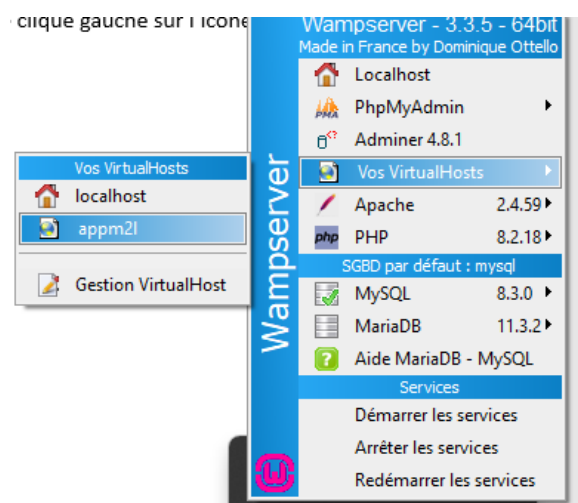 clique gauche sur l'icone
Wampserver - 3.3.5 - 64bit
Made in France by Dominique Ottello
Localhost
PhpMyAdmin
PMA
Adminer 4.8.1
Vos VirtualHosts
Apache 2.4.59
php PHP 8.2.18
SGBD par défaut : mysql
MySQL 8.3.0
MariaDB 11.3.2
? Aide MariaDB - MySQL
Services
Démarrer les services
Arrêter les services
Redémarrer les services
Wampserver
W
Vos VirtualHosts
localhost
appm2l
Gestion VirtualHost